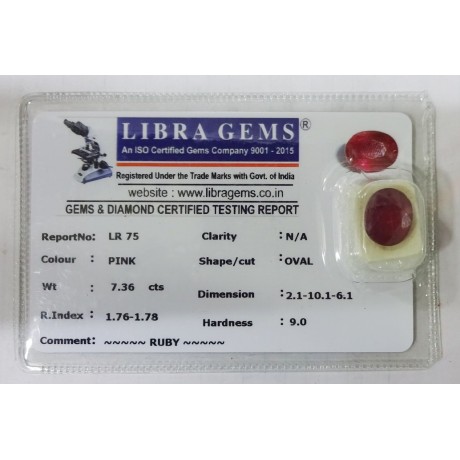 LIBRA GEMS®
An ISO Certified Gems Company 9001 - 2015
Registered Under the Trade Marks with Govt. of India
website : www.libragems.co.in
GEMS & DIAMOND CERTIFIED TESTING REPORT
ReportNo: LR 75 Clarity : N/A
Colour : PINK Shape/cut : OVAL
Wt : 7.36 cts Dimension : 2.1-10.1-6.1
R.Index : 1.76-1.78 Hardness : 9.0
Comment: ~~~~~ RUBY ~~~~~